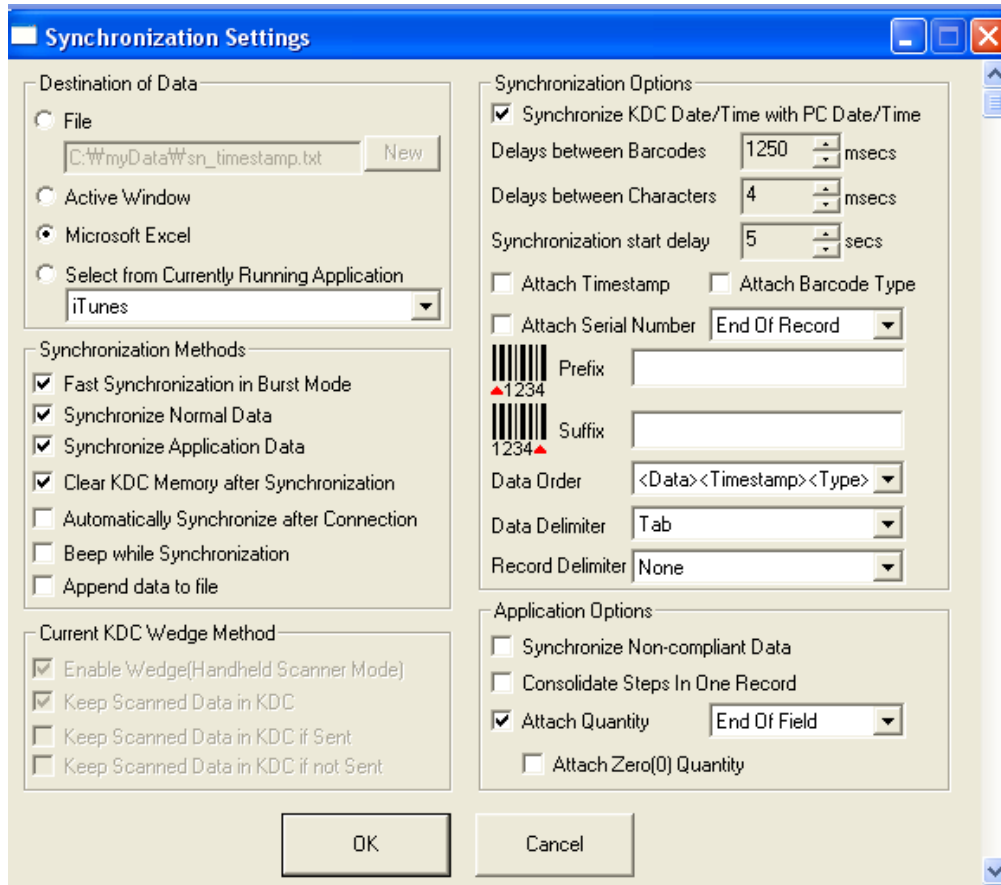 Synchronization Settings
Destination of Data
File
C:₩myData₩sn_timestamp.txt New
Active Window
Microsoft Excel
Select from Currently Running Application
iTunes
Synchronization Methods
Fast Synchronization in Burst Mode
Synchronize Normal Data
Synchronize Application Data
Clear KDC Memory after Synchronization
Automatically Synchronize after Connection
Beep while Synchronization
Append data to file
Current KDC Wedge Method
Enable Wedge(Handheld Scanner Mode)
Keep Scanned Data in KDC
Keep Scanned Data in KDC if Sent
Keep Scanned Data in KDC if not Sent
Synchronization Options
Synchronize KDC Date/Time with PC Date/Time
Delays between Barcodes 1250 msecs
Delays between Characters 4 msecs
Synchronization start delay 5 secs
Attach Timestamp Attach Barcode Type
Attach Serial Number End Of Record
Prefix
1234
Suffix
1234
Data Order <Data><Timestamp><Type>
Data Delimiter Tab
Record Delimiter None
Application Options
Synchronize Non-compliant Data
Consolidate Steps In One Record
Attach Quantity End Of Field
Attach Zero(0) Quantity
OK Cancel